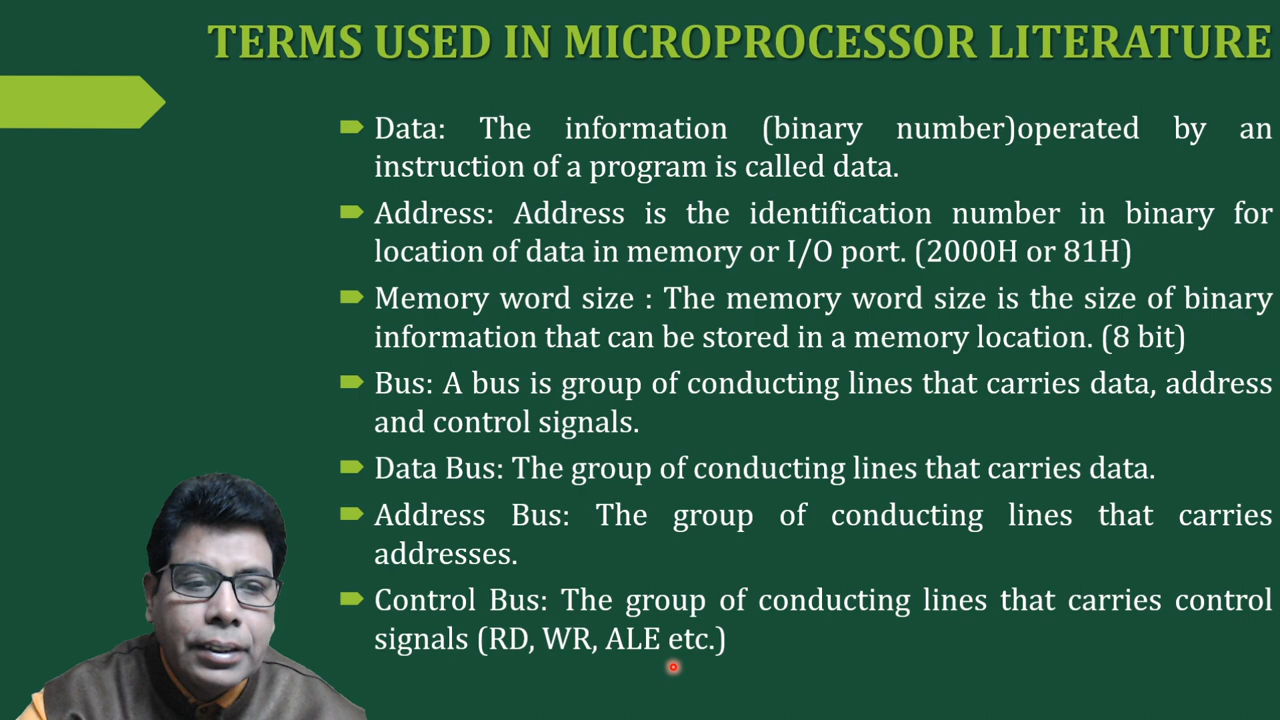 TERMS USED IN MICROPROCESSOR LITERATURE
Data: The information (binary number)operated by an
instruction of a program is called data.
Address: Address is the identification number in binary for
location of data in memory or I/O port. (2000H or 81H)
Memory word size : The memory word size is the size of binary
information that can be stored in a memory location. (8 bit)
Bus: A bus is group of conducting lines that carries data, address
and control signals.
Data Bus: The group of conducting lines that carries data.
Address Bus: The group of conducting lines that carries
addresses.
Control Bus: The group of conducting lines that carries control
signals (RD, WR, ALE etc.)